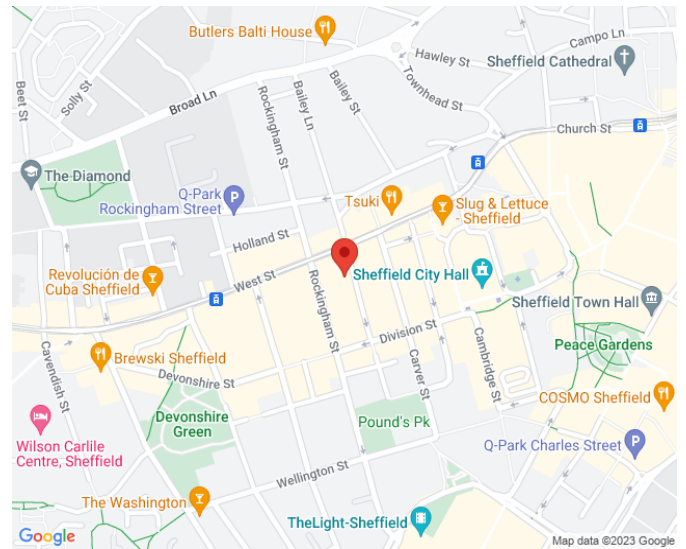 Butlers Balti House
Campo Ln
Hawley St
Sheffield Cathedral
Solly St
Beet St
Broad Ln
Bailey St
Bailey Ln
Townhead St
Rockingham St
Church St
The Diamond
Q-Park
Rockingham Street
Tsuki
Slug & Lettuce
- Sheffield
Holland St
West St
Revolución de
Cuba Sheffield
Sheffield City Hall
Sheffield Town Hall
Rockingham St
Division St
Peace Gardens
Cavendish St
Brewski Sheffield
Devonshire St
Carver St
Cambridge St
COSMO Sheffield
Devonshire
Green
Pound's Pk
Wilson Carlile
Centre, Sheffield
Q-Park Charles Street
Wellington St
The Washington
TheLight-Sheffield
Google
Map data ©2023 Google